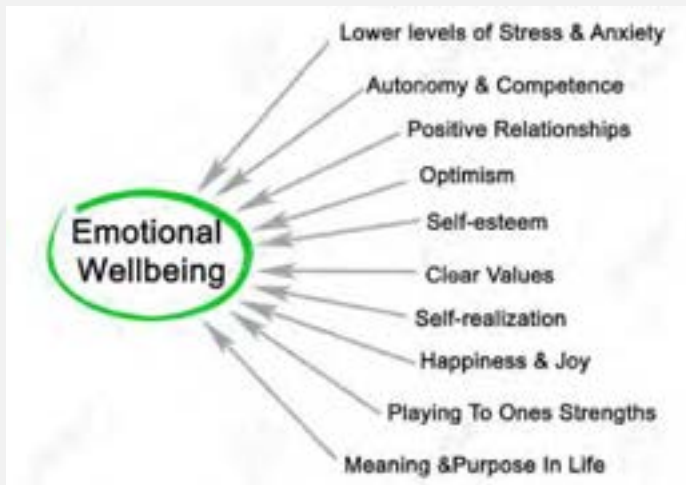 Lower levels of Stress & Anxiety
Autonomy & Competence
Positive Relationships
Optimism
Self-esteem
Emotional
Wellbeing
Clear Values
Self-realization
Happiness & Joy
Playing To Ones Strengths
Meaning &Purpose In Life